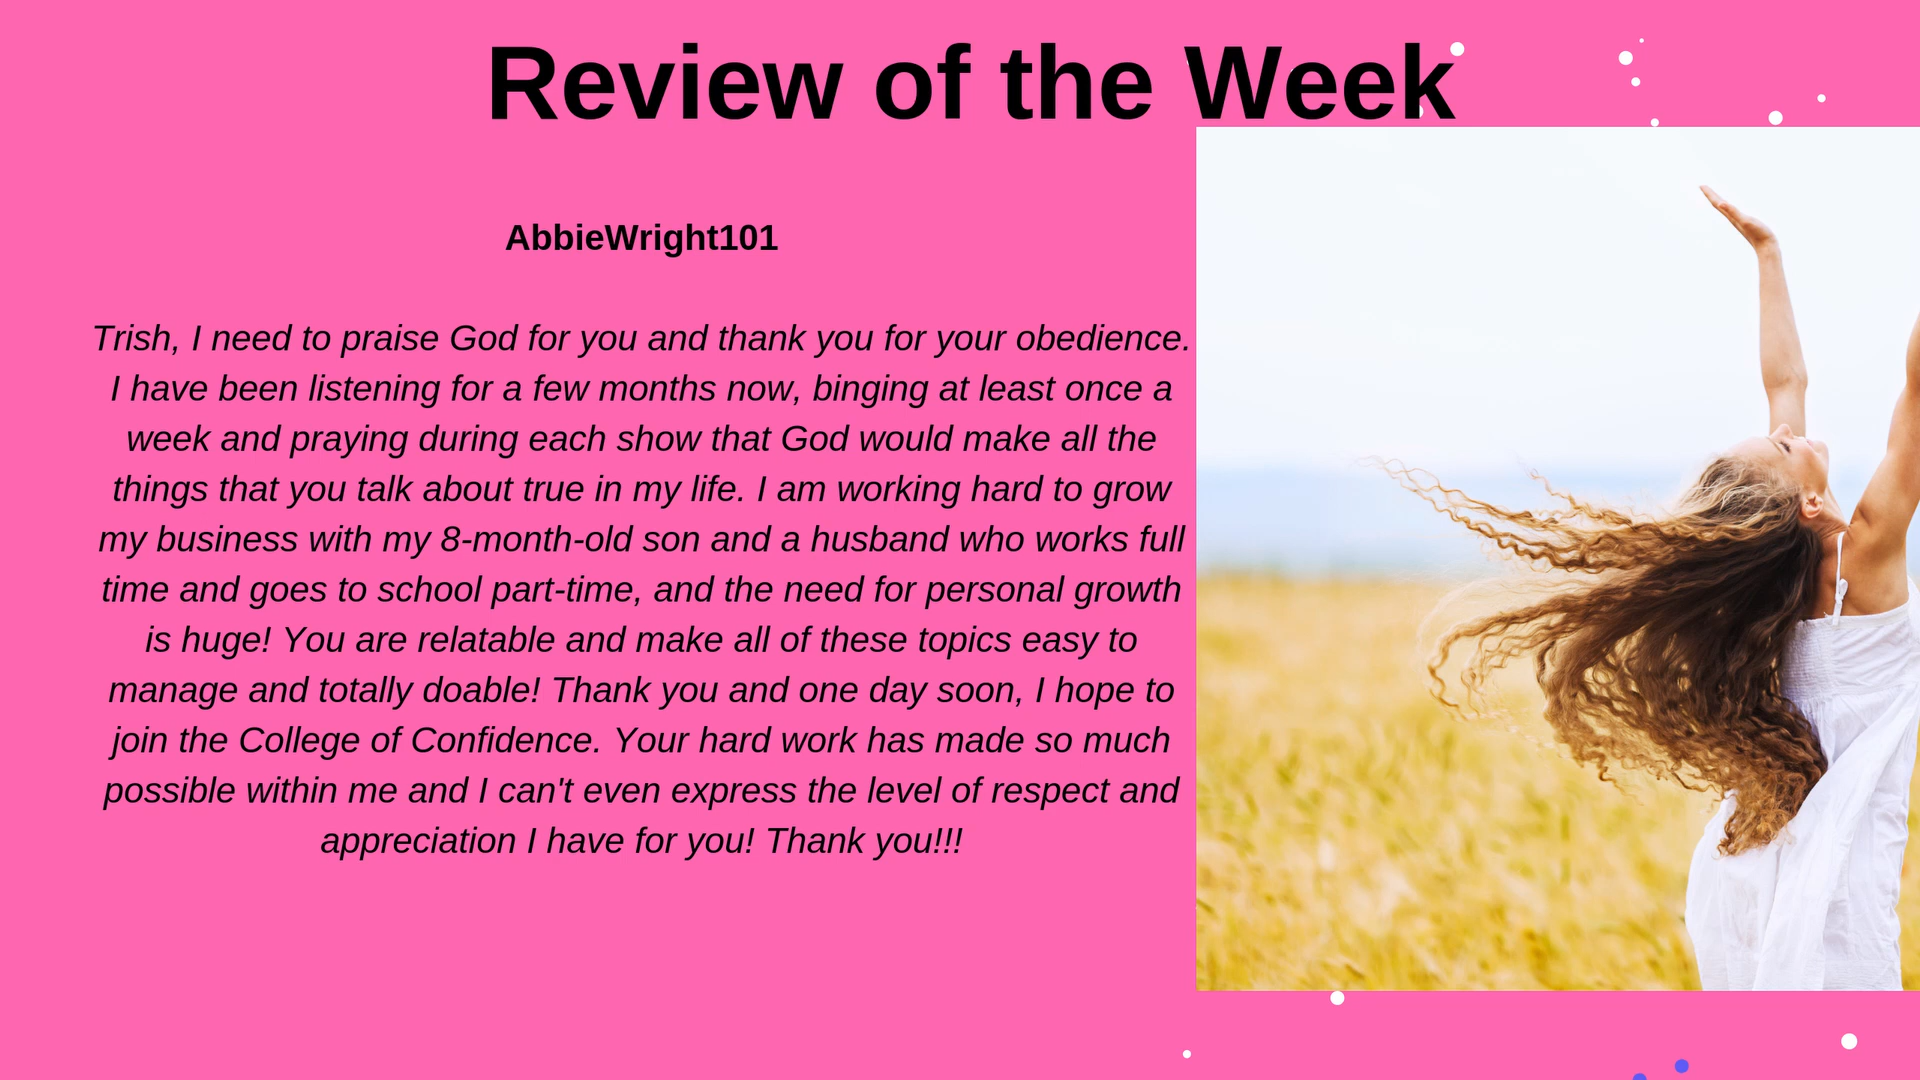 Review of the Week
AbbieWright101
Trish, I need to praise God for you and thank you for your obedience.
I have been listening for a few months now, binging at least once a
week and praying during each show that God would make all the
things that you talk about true in my life. I am working hard to grow
my business with my 8-month-old son and a husband who works full
time and goes to school part-time, and the need for personal growth
is huge! You are relatable and make all of these topics easy to
manage and totally doable! Thank you and one day soon, I hope to
join the College of Confidence. Your hard work has made so much
possible within me and I can't even express the level of respect and
appreciation I have for you! Thank you!!!